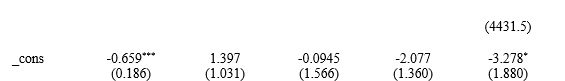 (4431.5)
_cons -0.659*** 1.397 -0.0945 -2.077 -3.278*
(0.186) (1.031) (1.566) (1.360) (1.880)